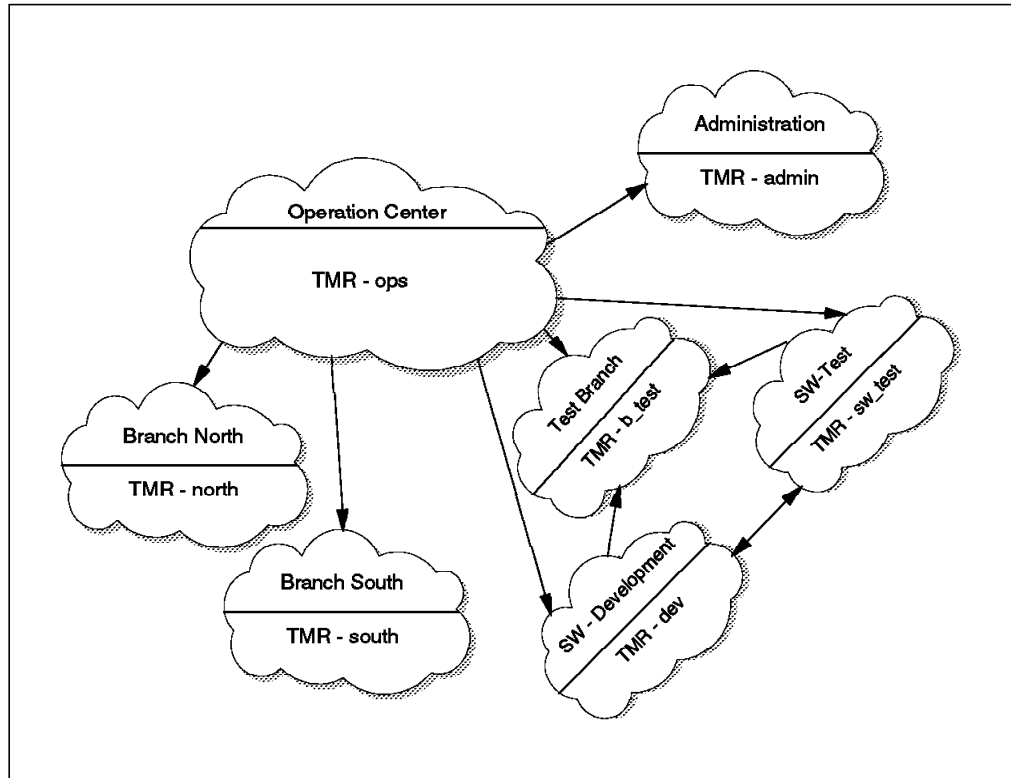 Administration
TMR - admin
Operation Center
TMR - ops
Test Branch
TMR - b_test
SW-Test
TMR - sw_test
Branch North
TMR - north
Branch South
TMR - south
SW - Development
TMR - dev